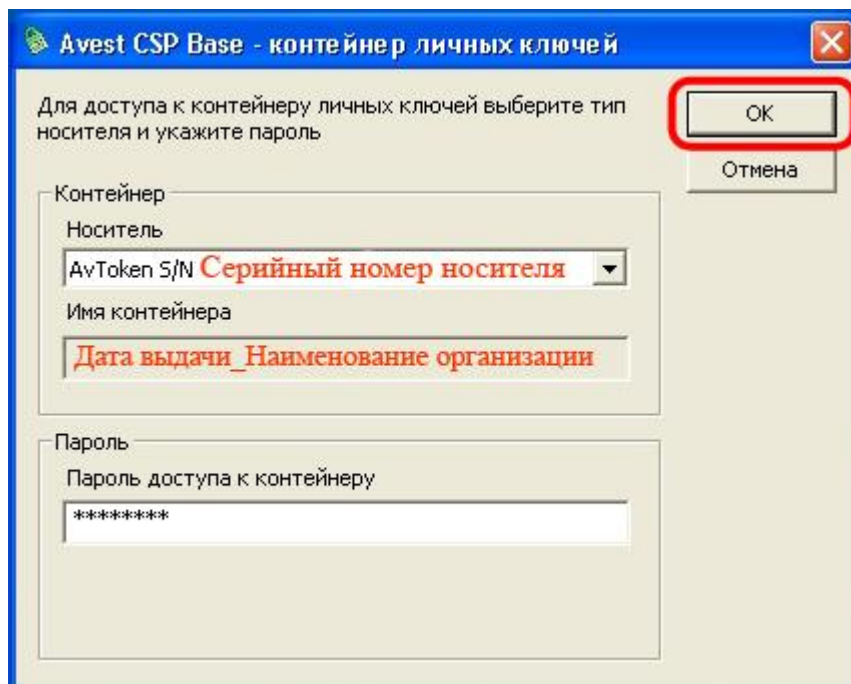 Avest CSP Base - контейнер личных ключей
Для доступа к контейнеру личных ключей выберите тип
носителя и укажите пароль
OK
Отмена
Контейнер
Носитель
AvToken S/N Серийный номер носителя
Имя контейнера
Дата выдачи_Наименование организации
Пароль
Пароль доступа к контейнеру
********